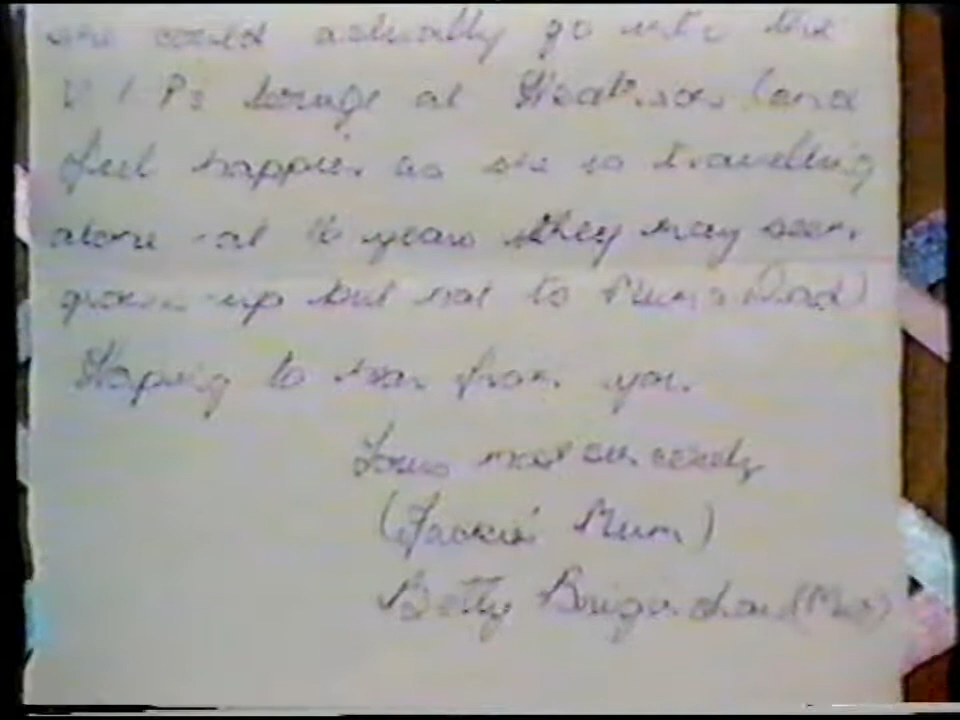 she could actually go into the
V I P's lounge at Heathrow (and
feel happier as she is travelling
alone - at 16 years they may seem
grown-up but not to Mum & Dad)
Hoping to hear from you.
Yours most sincerely
(Jackie's Mum)
Betty (Mrs)